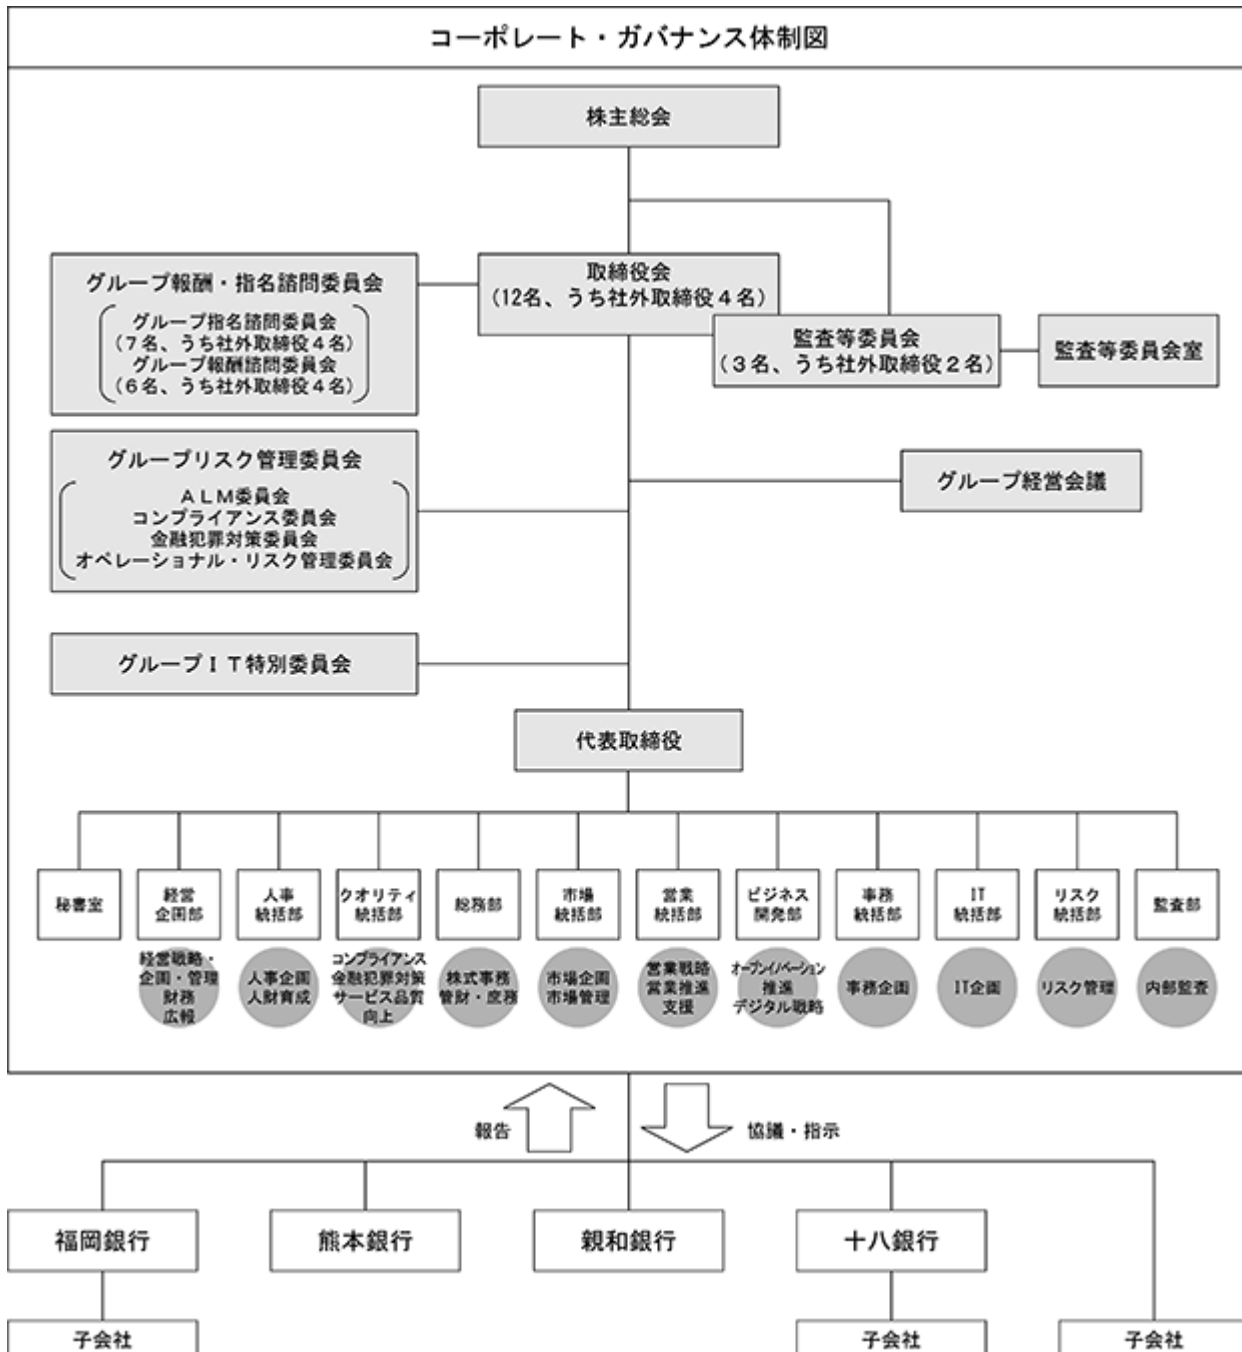 コーポレート・ガバナンス体制図
株主総会
グループ報酬・指名諮問委員会
グループ指名諮問委員会
(7名、うち社外取締役4名)
グループ報酬諮問委員会
(6名、うち社外取締役4名)
取締役会
(12名、うち社外取締役4名)
監査等委員会
(3名、うち社外取締役2名)
監査等委員会室
グループリスク管理委員会
ALM委員会
コンプライアンス委員会
金融犯罪対策委員会
オペレーショナル・リスク管理委員会
グループ経営会議
グループIT特別委員会
代表取締役
秘書室
経営
企画部
人事
統括部
クオリティ
統括部
総務部
市場
統括部
営業
統括部
ビジネス
開発部
事務
統括部
IT
統括部
リスク
統括部
監査部
経営戦略・
企画・管理
財務
広報
人事企画
人財育成
コンプライアンス
金融犯罪対策
サービス品質
向上
株式事務
管財・庶務
市場企画
市場管理
営業戦略
営業推進
支援
オープンイノベーション
推進
デジタル戦略
事務企画
IT企画
リスク管理
内部監査
報告
協議・指示
福岡銀行
熊本銀行
親和銀行
十八銀行
子会社
子会社
子会社